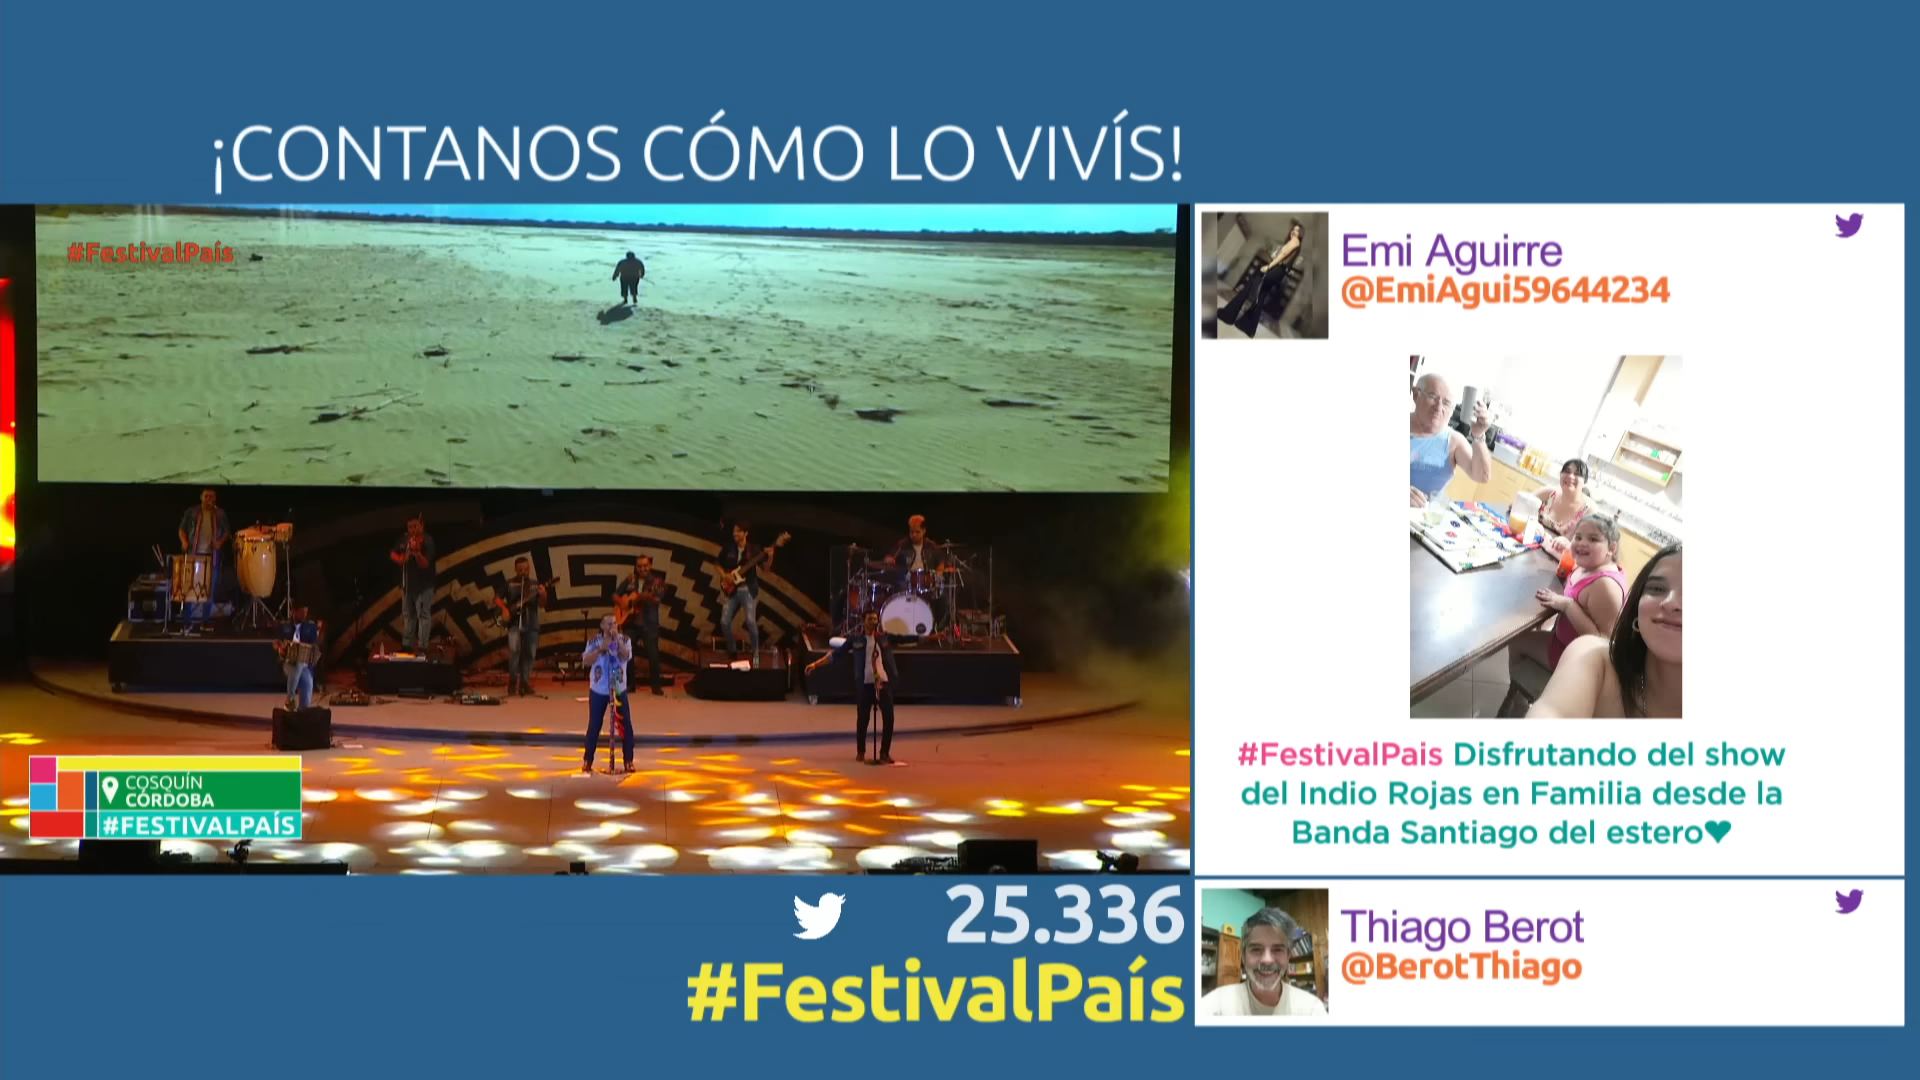 ¡CONTANOS CÓMO LO VIVÍS!
#FestivalPaís
COSQUÍN
CÓRDOBA
#FESTIVALPAÍS
25.336
#FestivalPaís
Emi Aguirre
@EmiAgui59644234
#FestivalPais Disfrutando del show
del Indio Rojas en Familia desde la
Banda Santiago del estero❤
Thiago Berot
@BerotThiago